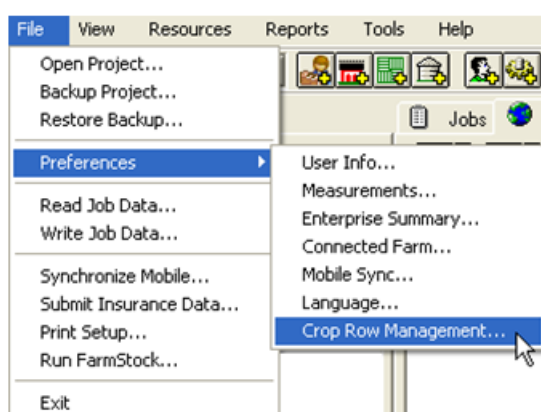 File View Resources Reports Tools Help
Open Project...
Backup Project...
Restore Backup...
Jobs
Preferences
User Info...
Measurements...
Read Job Data...
Enterprise Summary...
Write Job Data...
Connected Farm...
Synchronize Mobile...
Mobile Sync...
Submit Insurance Data...
Language...
Print Setup...
Crop Row Management...
Run FarmStock...
Exit